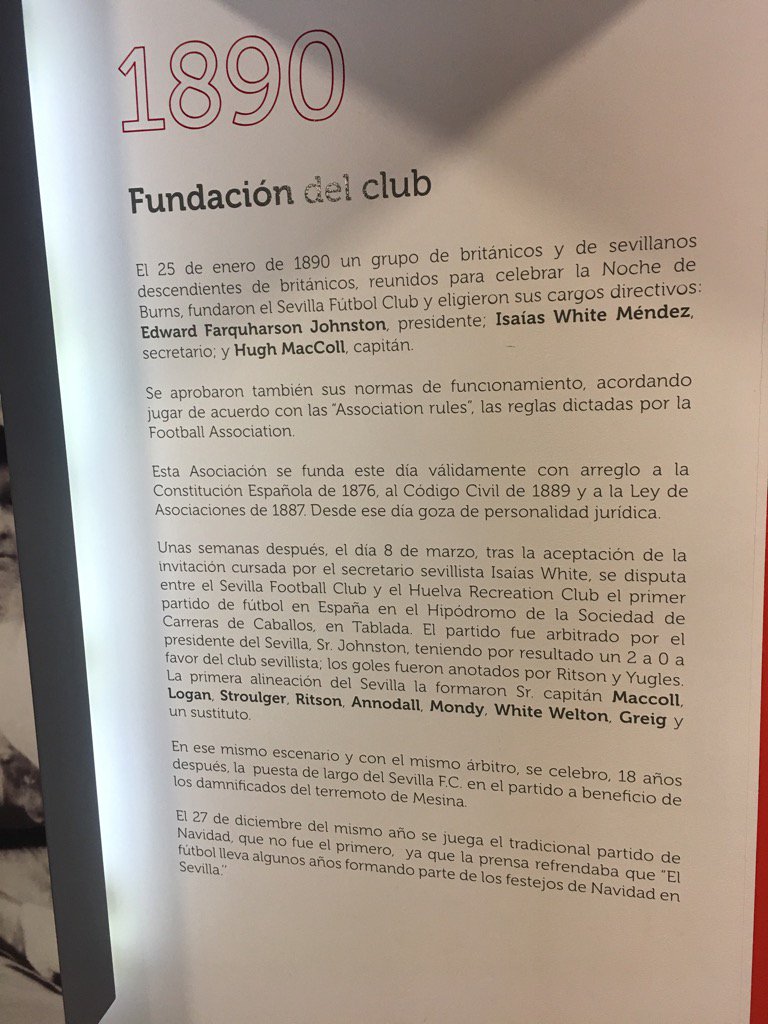 1890
Fundación del club
El 25 de enero de 1890 un grupo de británicos y de sevillanos
descendientes de británicos, reunidos para celebrar la Noche de
Burns, fundaron el Sevilla Fútbol Club y eligieron sus cargos directivos:
Edward Farquharson Johnston, presidente; Isaías White Méndez,
secretario; y Hugh MacColl, capitán.
Se aprobaron también sus normas de funcionamiento, acordando
jugar de acuerdo con las “Association rules”, las reglas dictadas por la
Football Association.
Esta Asociación se funda este día válidamente con arreglo a la
Constitución Española de 1876, al Código Civil de 1889 y a la Ley de
Asociaciones de 1887. Desde ese día goza de personalidad jurídica.
Unas semanas después, el día 8 de marzo, tras la aceptación de la
invitación cursada por el secretario sevillista Isaías White, se disputa
entre el Sevilla Football Club y el Huelva Recreation Club el primer
partido de fútbol en España en el Hipódromo de la Sociedad de
Carreras de Caballos, en Tablada. El partido fue arbitrado por el
presidente del Sevilla, Sr. Johnston, teniendo por resultado un 2 a 0 a
favor del club sevillista; los goles fueron anotados por Ritson y Yugles.
La primera alineación del Sevilla la formaron Sr. capitán Maccoll,
Logan, Stroulger, Ritson, Annodall, Mondy, White Welton, Greig y
un sustituto.
En ese mismo escenario y con el mismo árbitro, se celebro, 18 años
después, la puesta de largo del Sevilla F.C. en el partido a beneficio de
los damnificados del terremoto de Mesina.
El 27 de diciembre del mismo año se juega el tradicional partido de
Navidad, que no fue el primero, ya que la prensa refrendaba que “El
fútbol lleva algunos años formando parte de los festejos de Navidad en
Sevilla.”